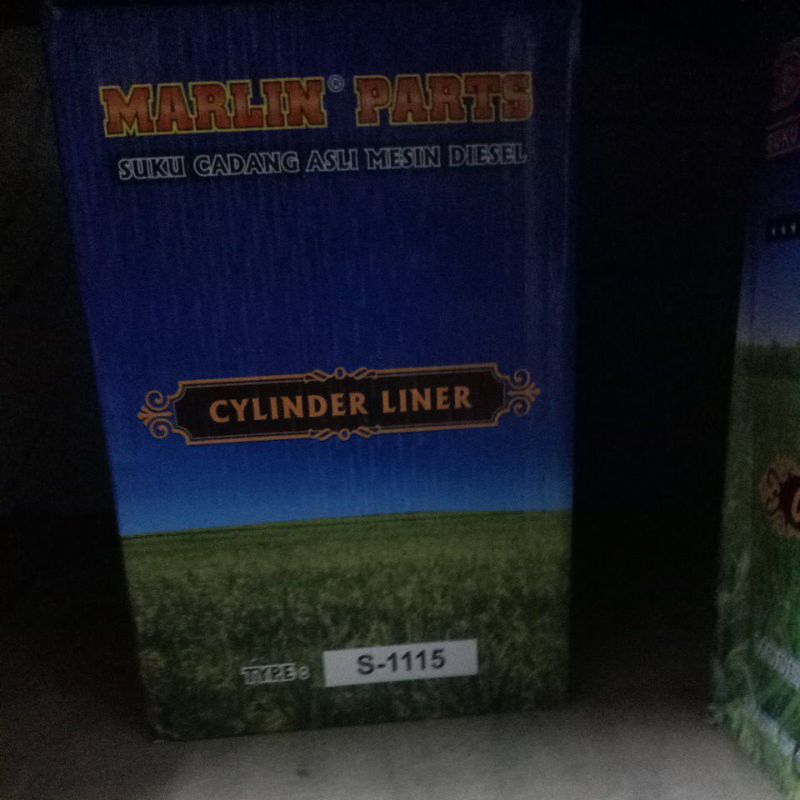 MARLIN® PARTS
SUKU CADANG ASLI MESIN DIESEL
CYLINDER LINER
TYPE : S-1115